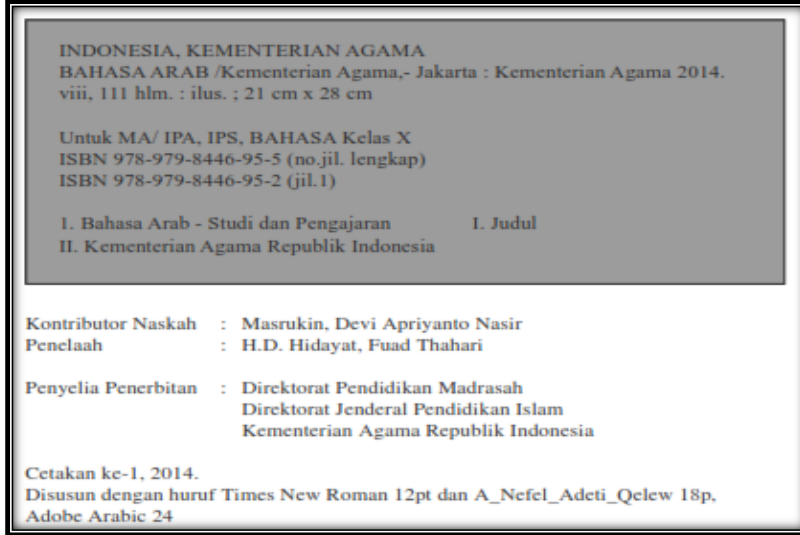 INDONESIA, KEMENTERIAN AGAMA
BAHASA ARAB /Kementerian Agama,- Jakarta : Kementerian Agama 2014.
viii, 111 hlm. : ilus. ; 21 cm x 28 cm
Untuk MA/ IPA, IPS, BAHASA Kelas X
ISBN 978-979-8446-95-5 (no.jil. lengkap)
ISBN 978-979-8446-95-2 (jil.1)
1. Bahasa Arab - Studi dan Pengajaran I. Judul
II. Kementerian Agama Republik Indonesia
Kontributor Naskah : Masrukin, Devi Apriyanto Nasir
Penelaah : H.D. Hidayat, Fuad Thahari
Penyelia Penerbitan : Direktorat Pendidikan Madrasah
Direktorat Jenderal Pendidikan Islam
Kementerian Agama Republik Indonesia
Cetakan ke-1, 2014.
Disusun dengan huruf Times New Roman 12pt dan A_Nefel_Adeti_Qelew 18p,
Adobe Arabic 24